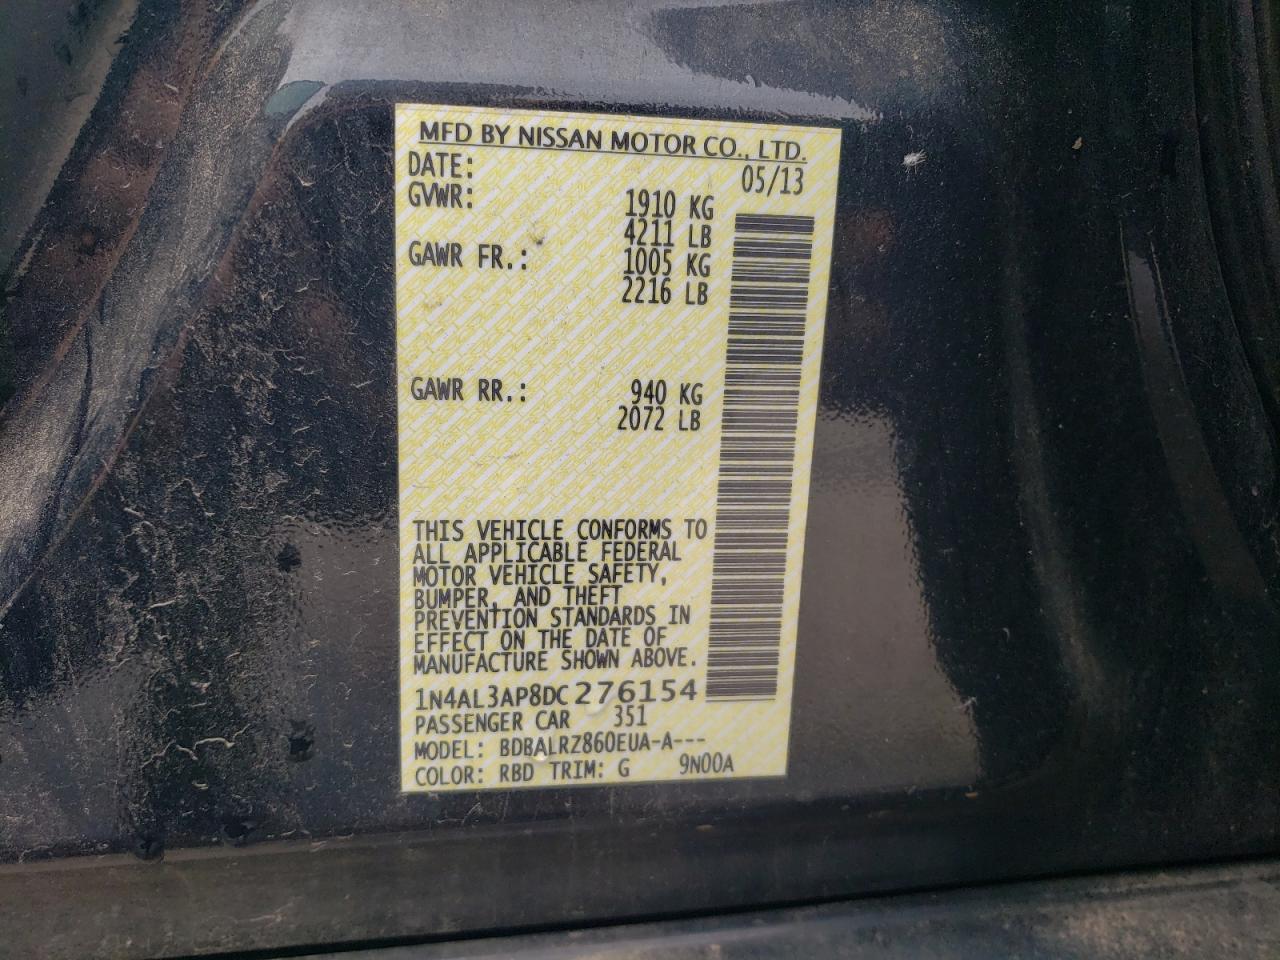 MFD BY NISSAN MOTOR CO., LTD.
DATE: 05/13
GVWR: 1910 KG
4211 LB
GAWR FR.: 1005 KG
2216 LB
GAWR RR.: 940 KG
2072 LB
THIS VEHICLE CONFORMS TO
ALL APPLICABLE FEDERAL
MOTOR VEHICLE SAFETY,
BUMPER, AND THEFT
PREVENTION STANDARDS IN
EFFECT ON THE DATE OF
MANUFACTURE SHOWN ABOVE.
1N4AL3AP8DC276154
PASSENGER CAR 351
MODEL: BDBALRZ860EUA-A---
COLOR: RBD TRIM: G 9N00A